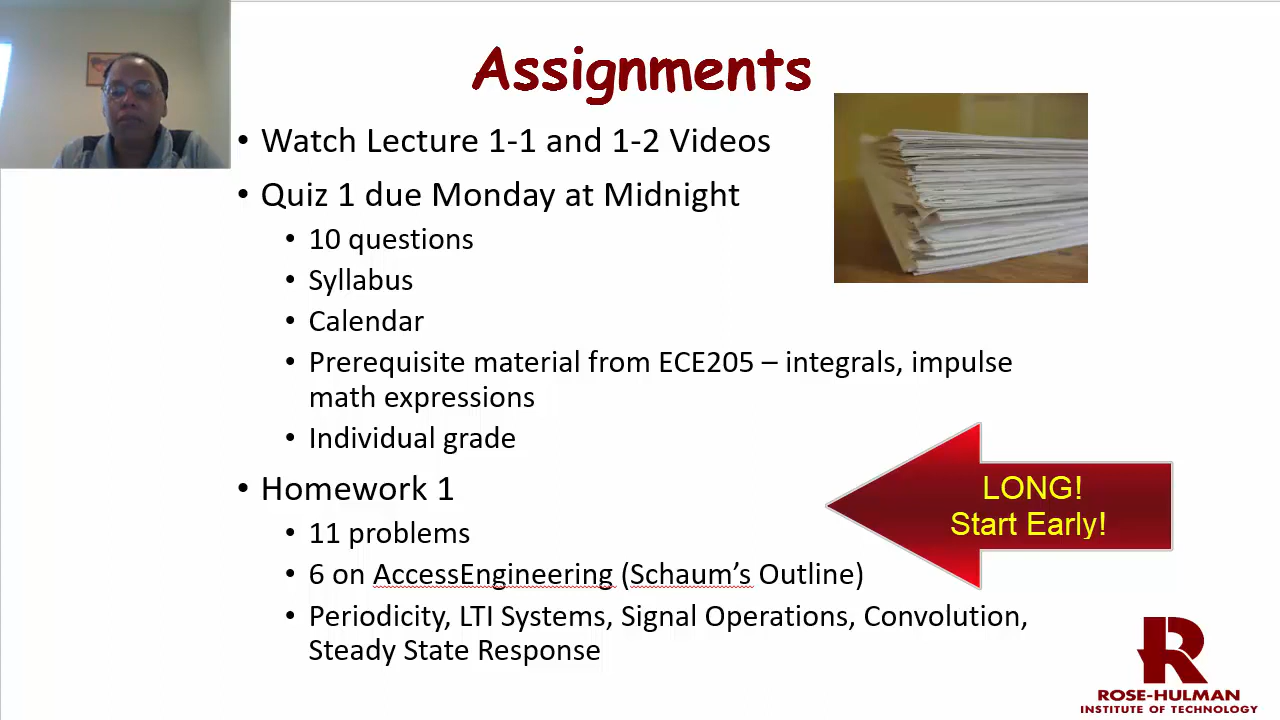 Assignments
• Watch Lecture 1-1 and 1-2 Videos
• Quiz 1 due Monday at Midnight
• 10 questions
• Syllabus
• Calendar
• Prerequisite material from ECE205 – integrals, impulse
math expressions
• Individual grade
• Homework 1
• 11 problems
• 6 on AccessEngineering (Schaum's Outline)
• Periodicity, LTI Systems, Signal Operations, Convolution,
Steady State Response
LONG!
Start Early!
ROSE-HULMAN
INSTITUTE OF TECHNOLOGY